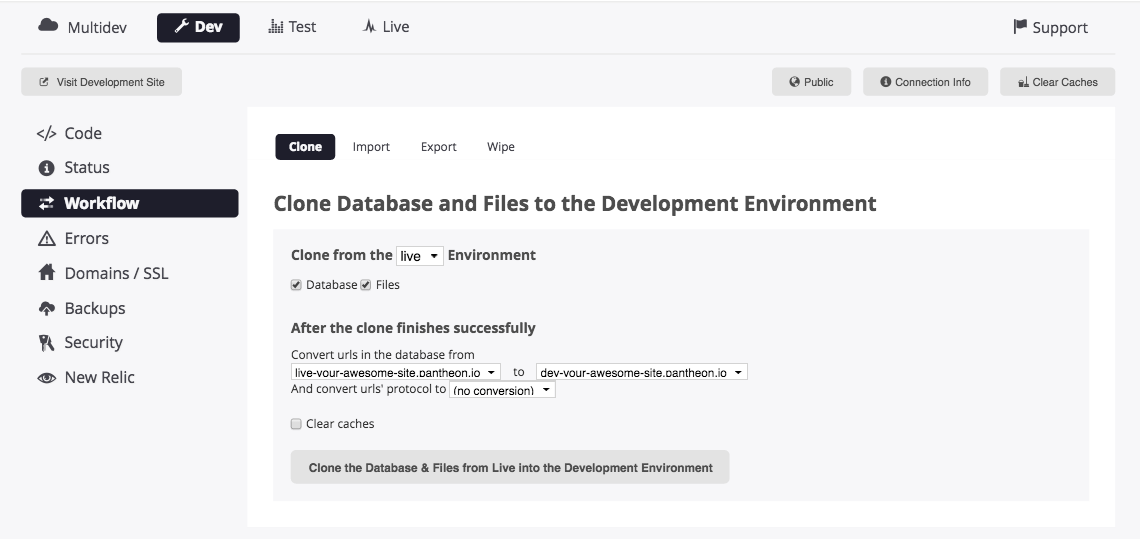 Multidev Dev Test Live Support
Visit Development Site Public Connection Info Clear Caches
Code
Status
Workflow
Errors
Domains / SSL
Backups
Security
New Relic
Clone Import Export Wipe
Clone Database and Files to the Development Environment
Clone from the live Environment
Database Files
After the clone finishes successfully
Convert urls in the database from
live-your-awesome-site.pantheon.io to dev-your-awesome-site.pantheon.io
And convert urls' protocol to (no conversion)
Clear caches
Clone the Database & Files from Live into the Development Environment